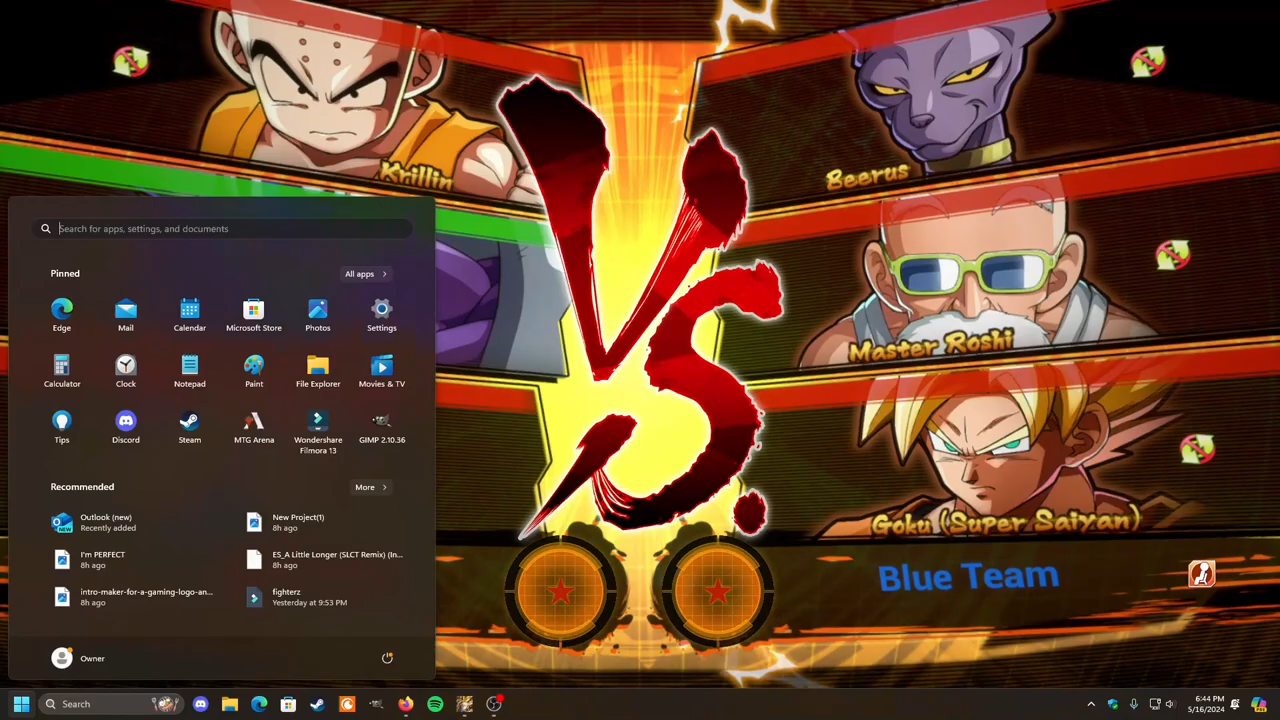 Krillin
VS
Beerus
Master Roshi
Goku (Super Saiyan)
Blue Team
Search for apps, settings, and documents
Pinned
All apps
Edge
Mail
Calendar
Microsoft Store
Photos
Settings
Calculator
Clock
Notepad
Paint
File Explorer
Movies & TV
Tips
Discord
Steam
MTG Arena
Wondershare
Filmora 13
GIMP 2.10.36
Recommended
More
Outlook (new)
Recently added
New Project(1)
8h ago
I'm PERFECT
8h ago
ES_A Little Longer (SLCT Remix) (In...
8h ago
intro-maker-for-a-gaming-logo-an...
8h ago
fighterz
Yesterday at 9:53 PM
Owner
Search
6:44 PM
5/16/2024